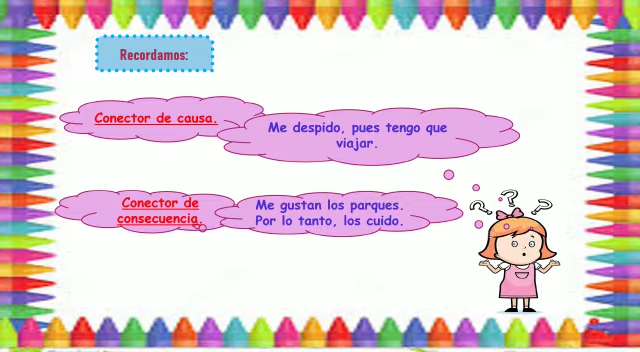 Recordamos:
Conector de causa.
Me despido, pues tengo que
viajar.
Conector de
consecuencia.
Me gustan los parques.
Por lo tanto, los cuido.
? ? ?